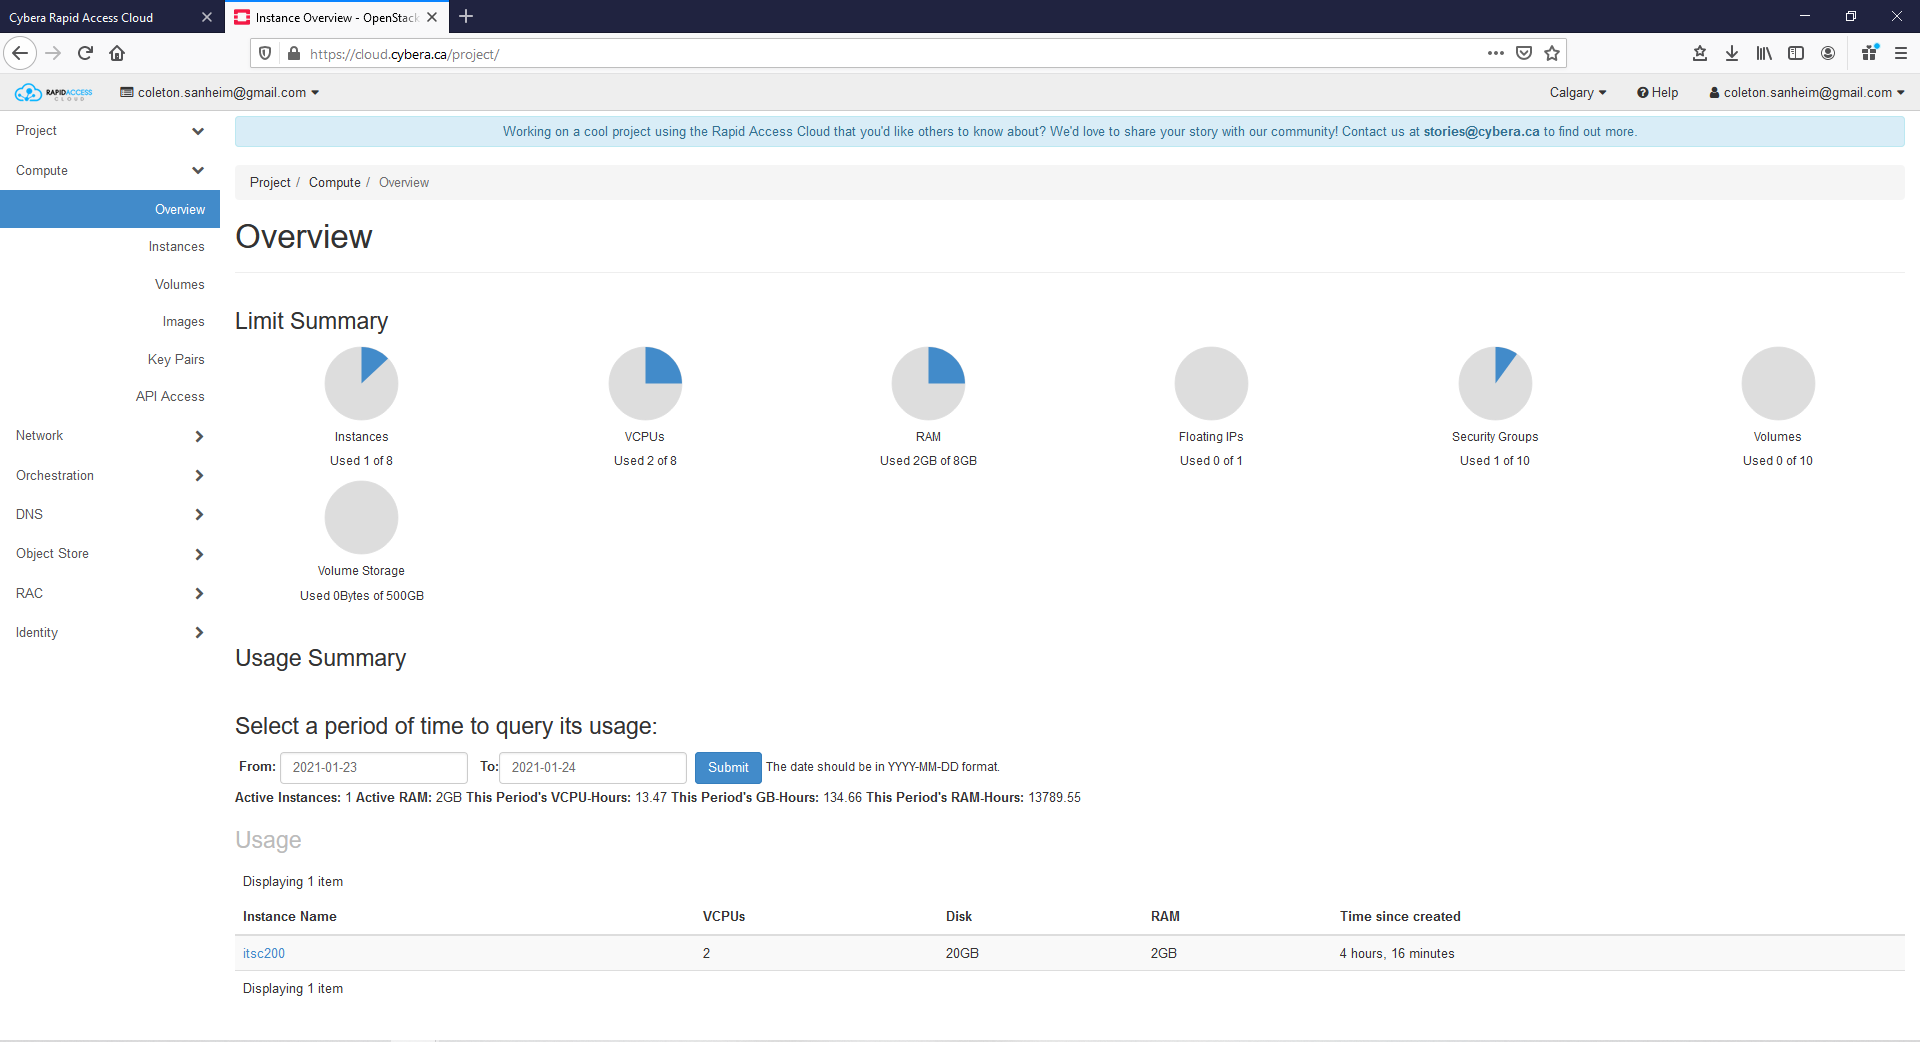 Cybera Rapid Access Cloud
Instance Overview - OpenStack
https://cloud.cybera.ca/project/
RAPIDACCESS
CLOUD
coleton.sanheim@gmail.com
Calgary
Help
coleton.sanheim@gmail.com
Project
Compute
Overview
Instances
Volumes
Images
Key Pairs
API Access
Network
Orchestration
DNS
Object Store
RAC
Identity
Working on a cool project using the Rapid Access Cloud that you'd like others to know about? We'd love to share your story with our community! Contact us at stories@cybera.ca to find out more.
Project / Compute / Overview
Overview
Limit Summary
Instances
Used 1 of 8
VCPUs
Used 2 of 8
RAM
Used 2GB of 8GB
Floating IPs
Used 0 of 1
Security Groups
Used 1 of 10
Volumes
Used 0 of 10
Volume Storage
Used 0Bytes of 500GB
Usage Summary
Select a period of time to query its usage:
From: 2021-01-23 To: 2021-01-24 Submit The date should be in YYYY-MM-DD format.
Active Instances: 1 Active RAM: 2GB This Period's VCPU-Hours: 13.47 This Period's GB-Hours: 134.66 This Period's RAM-Hours: 13789.55
Usage
Displaying 1 item
Instance Name VCPUs Disk RAM Time since created
itsc200 2 20GB 2GB 4 hours, 16 minutes
Displaying 1 item